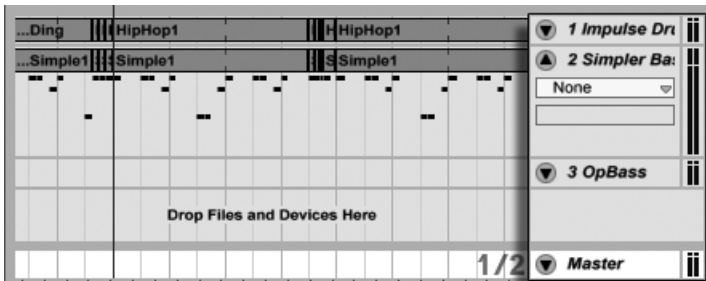 ...Ding HipHop1 H HipHop1 1 Impulse Dru
...Simple1 S Simple1 S Simple1 2 Simpler Bas
None
3 OpBass
Drop Files and Devices Here
1/2 Master